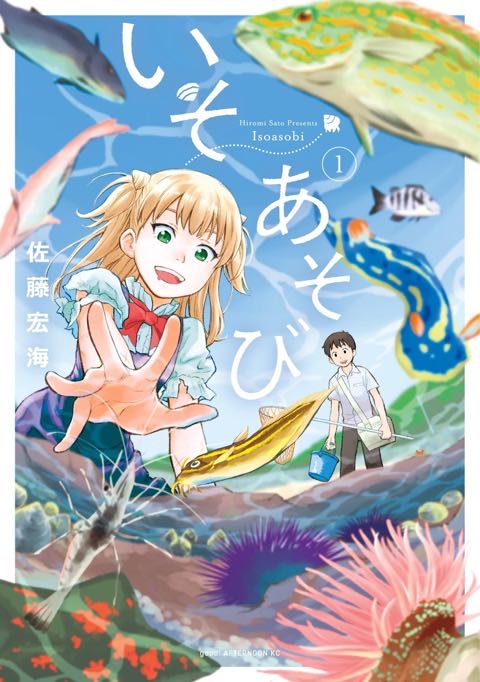 いそ
あそび
Hiromi Sato Presents
Isoasobi
1
佐藤宏海
good! AFTERNOON KC